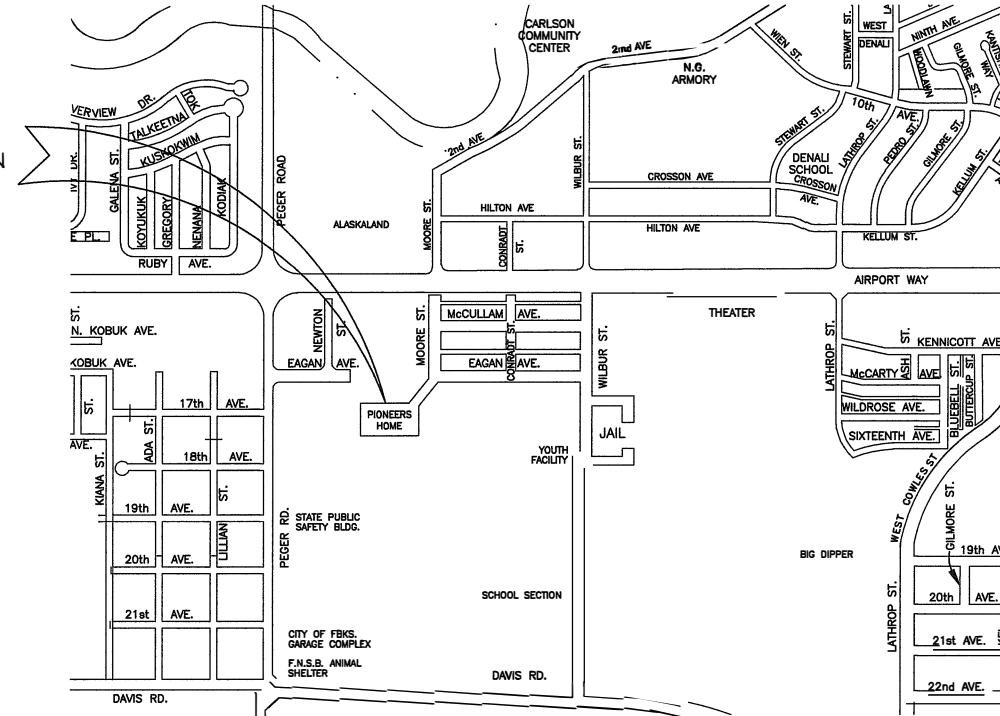 CARLSON
COMMUNITY
CENTER
2nd AVE
N.G.
ARMORY
WIEN ST.
STEWART ST.
WEST
DENALI
LA
NINTH AVE.
WOODLAWN
GILMORE ST.
WAY
VERVIEW
DR.
TOK
TALKEETNA
KUSKOKWIM
GALENA ST.
KOYUKUK
GREGORY
NENANA
KODIAK
N
E PL.
RUBY AVE.
PEGER ROAD
ALASKALAND
2nd AVE
MOORE ST.
HILTON AVE
CONRADT
ST.
WILBUR ST.
CROSSON AVE
HILTON AVE
STEWART ST.
10th
AVE.
DENALI
SCHOOL
LATHROP ST.
PEDRO ST.
GILMORE ST.
KELLUM ST.
CROSSON
AVE.
KELLUM ST.
AIRPORT WAY
ST.
N. KOBUK AVE.
KOBUK AVE.
ST.
AVE.
NEWTON
ST.
EAGAN AVE.
MOORE ST.
McCULLAM AVE.
EAGAN AVE.
CONRADT ST.
WILBUR ST.
THEATER
LATHROP ST.
ST.
KENNICOTT AVE
McCARTY
ASH
AVE
WILDROSE AVE.
SIXTEENTH AVE.
BLUEBELL ST.
BUTTERCUP ST.
PIONEERS
HOME
JAIL
YOUTH
FACILITY
17th AVE.
ADA ST.
18th AVE.
KIANA ST.
ST.
19th AVE.
LILLIAN
20th AVE.
21st AVE.
PEGER RD.
STATE PUBLIC
SAFETY BLDG.
SCHOOL SECTION
CITY OF FBKS.
GARAGE COMPLEX
F.N.S.B. ANIMAL
SHELTER
DAVIS RD.
DAVIS RD.
BIG DIPPER
WEST COWLES ST
GILMORE ST.
LATHROP ST.
19th AV
20th AVE.
21st AVE.
22nd AVE.